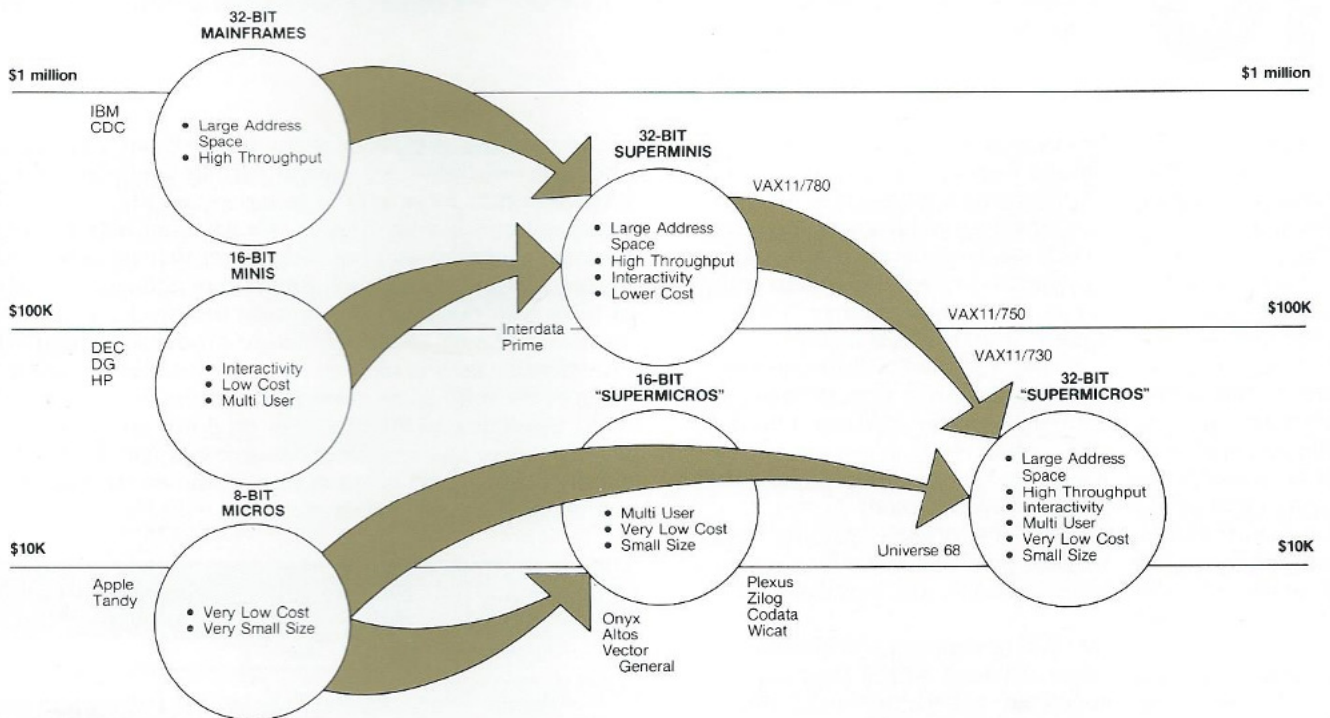 32-BIT
MAINFRAMES
$1 million
$1 million
IBM
CDC
• Large Address
Space
• High Throughput
32-BIT
SUPERMINIS
VAX11/780
• Large Address
Space
• High Throughput
• Interactivity
• Lower Cost
16-BIT
MINIS
$100K
$100K
Interdata
Prime
VAX11/750
VAX11/730
DEC
DG
HP
• Interactivity
• Low Cost
• Multi User
16-BIT
"SUPERMICROS"
32-BIT
"SUPERMICROS"
• Large Address
Space
• High Throughput
• Interactivity
• Multi User
• Very Low Cost
• Small Size
8-BIT
MICROS
• Multi User
• Very Low Cost
• Small Size
$10K
Universe 68
$10K
Apple
Tandy
• Very Low Cost
• Very Small Size
Onyx
Altos
Vector
General
Plexus
Zilog
Codata
Wicat